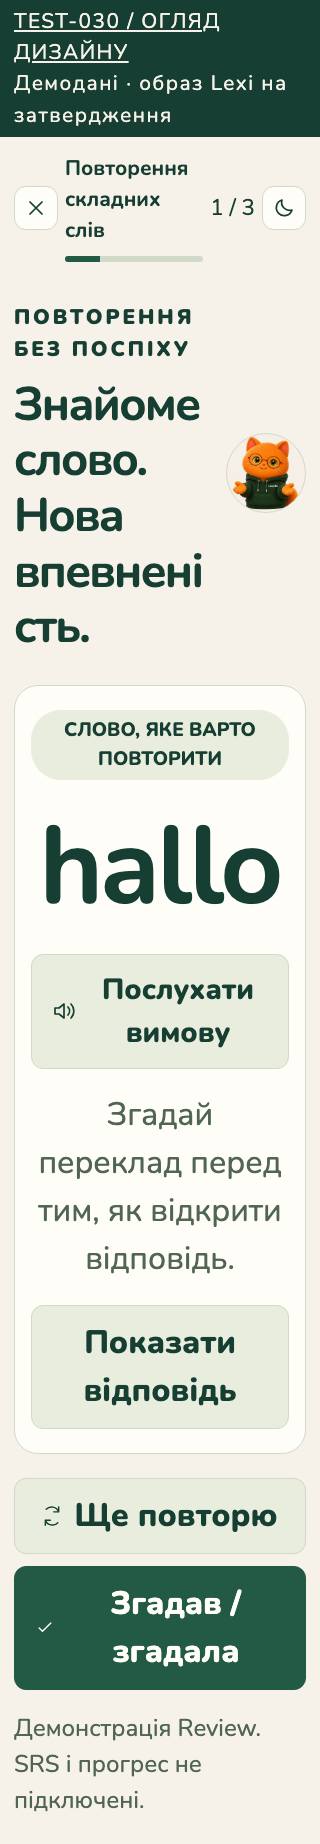 TEST-030 / ОГЛЯД
ДИЗАЙНУ
Демодані · образ Lexi на
затвердження
Повторення
складних
слів
1 / 3
ПОВТОРЕННЯ
БЕЗ ПОСПІХУ
Знайоме
слово.
Нова
впевнені
сть.
СЛОВО, ЯКЕ ВАРТО
ПОВТОРИТИ
hallo
Послухати
вимову
Згадай
переклад перед
тим, як відкрити
відповідь.
Показати
відповідь
Ще повторю
Згадав /
згадала
Демонстрація Review.
SRS і прогрес не
підключені.